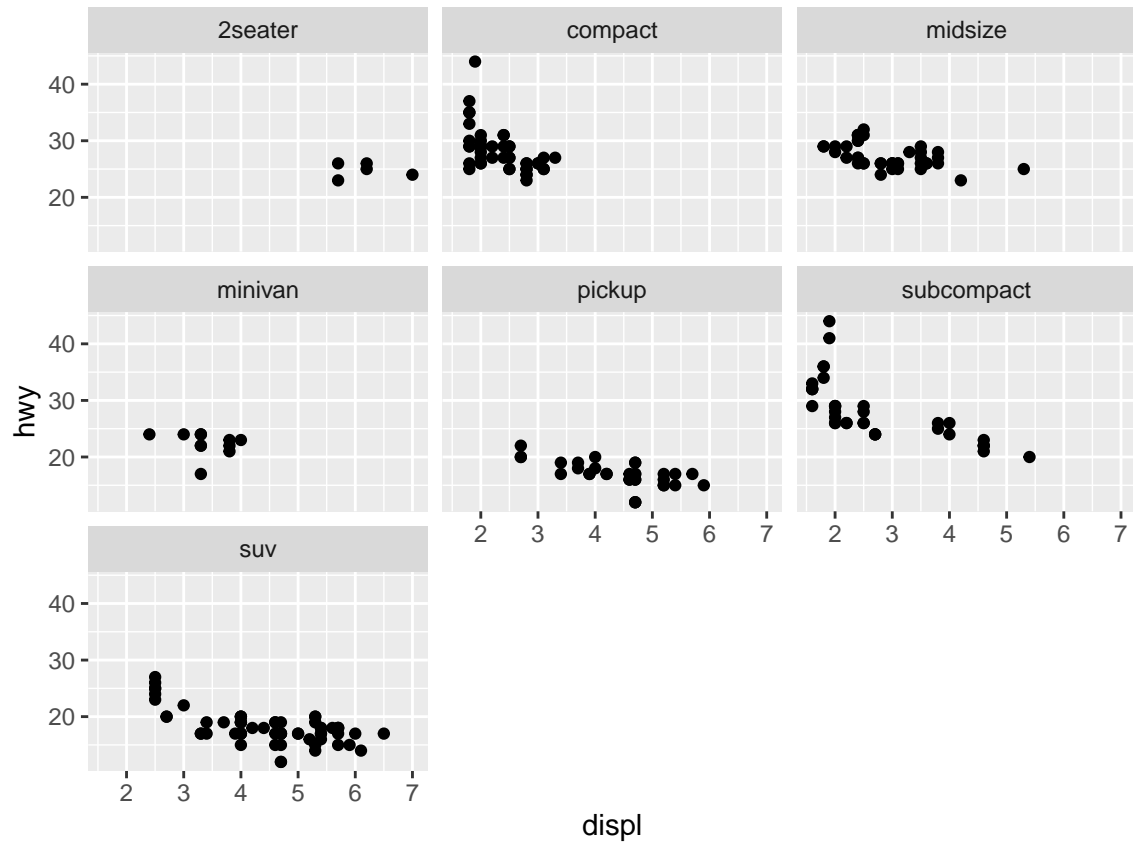 2seater compact midsize
40
30
20
minivan pickup subcompact
40
30
20
2 3 4 5 6 7 2 3 4 5 6 7
suv
40
30
20
2 3 4 5 6 7
displ
hwy